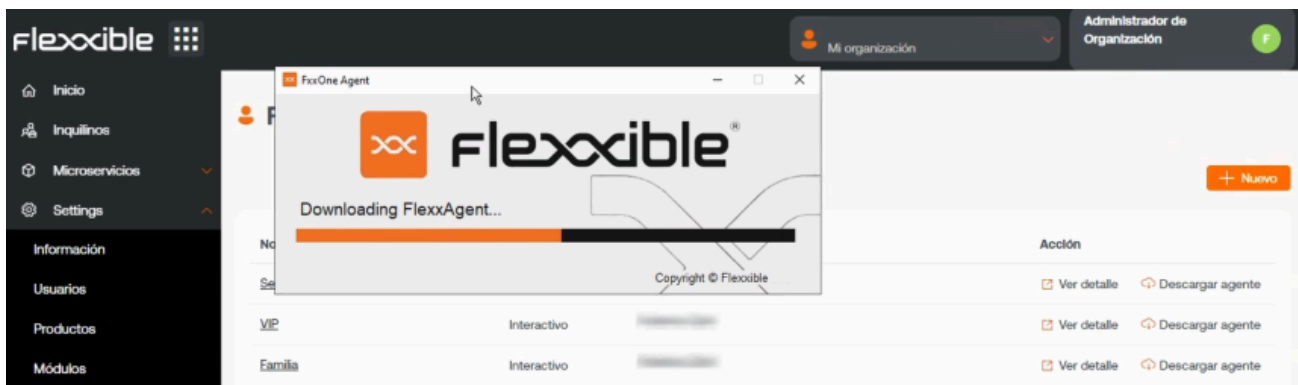 Flexxible
Mi organización
Administrador de
Organización
F
Inicio
Inquilinos
Microservicios
Settings
Información
Usuarios
Productos
Módulos
FxxOne Agent
Flexxible®
Downloading FlexxAgent...
Copyright © Flexxible
F
Nuevo
No
Acción
Se
Ver detalle Descargar agente
VIP Interactivo Ver detalle Descargar agente
Familia Interactivo Ver detalle Descargar agente